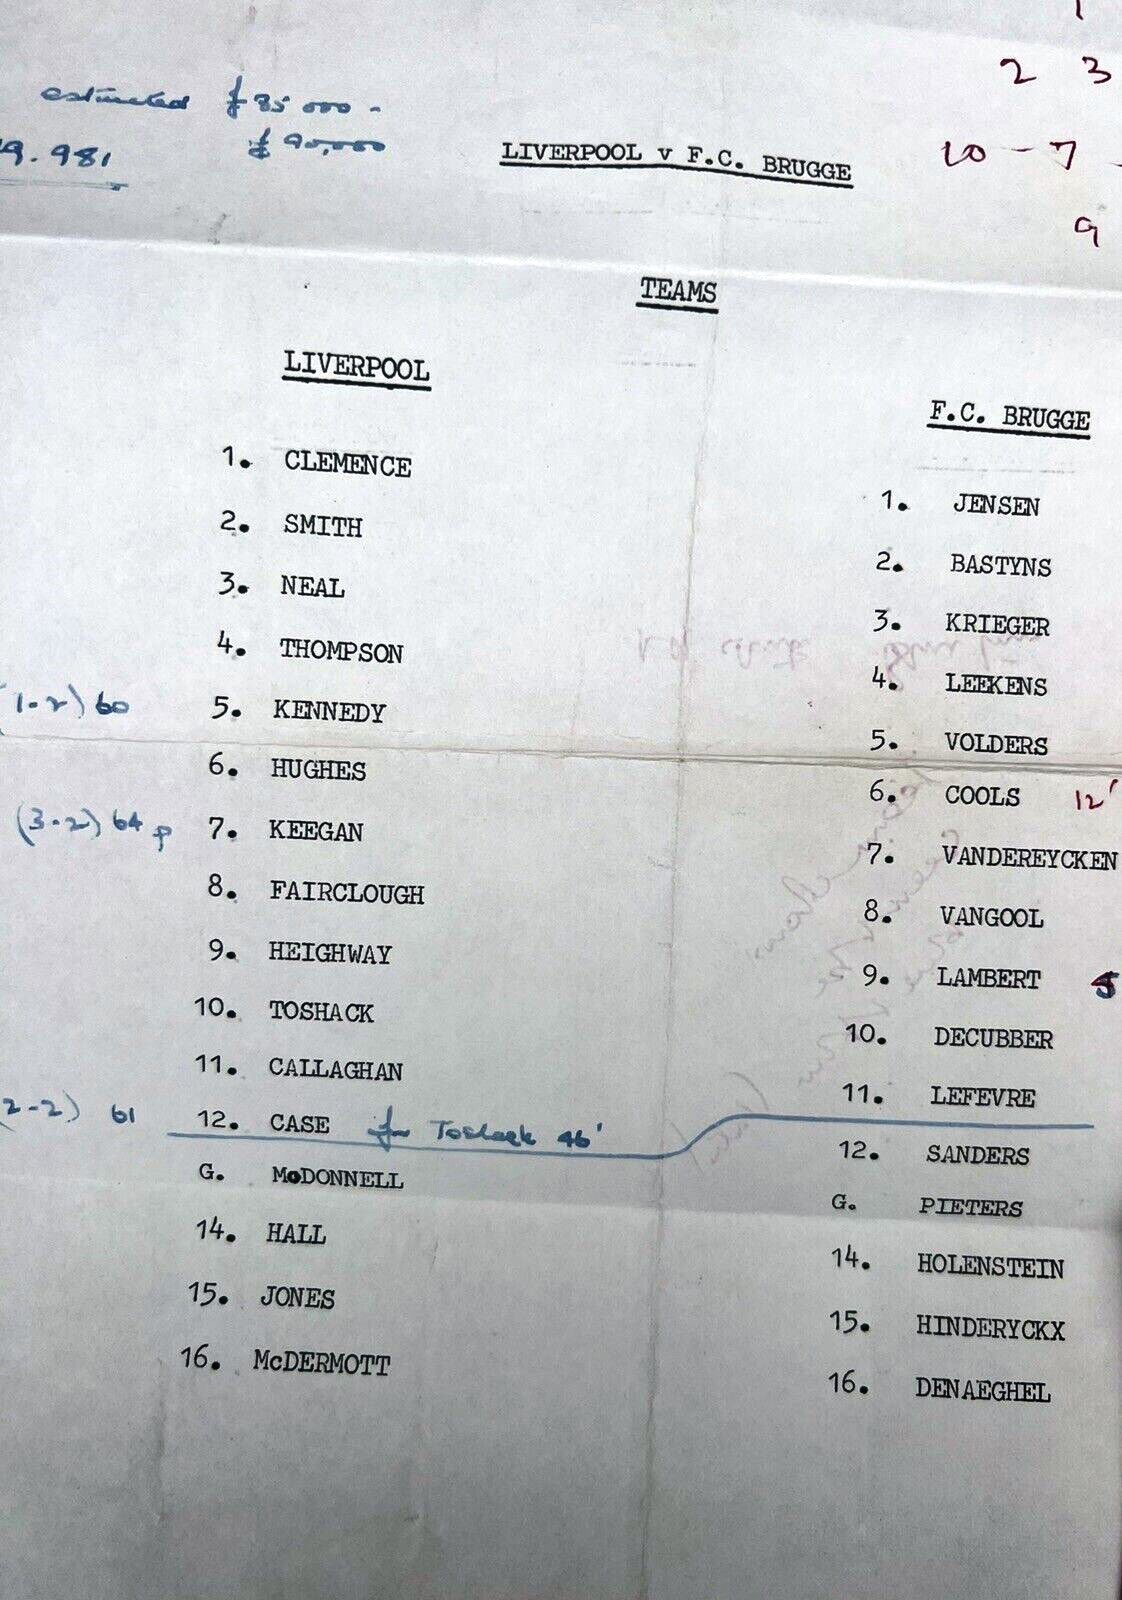 1
2 3
estimated £85 000 -
£90,000
9.981
LIVERPOOL v F.C. BRUGGE
10 - 7 -
9
TEAMS
LIVERPOOL
1. CLEMENCE
2. SMITH
3. NEAL
4. THOMPSON
(1-2) 60 5. KENNEDY
6. HUGHES
(3-2) 64 p 7. KEEGAN
8. FAIRCLOUGH
9. HEIGHWAY
10. TOSHACK
11. CALLAGHAN
2-2) 61 12. CASE for Toshack 46'
G. McDONNELL
14. HALL
15. JONES
16. McDERMOTT
F.C. BRUGGE
1. JENSEN
2. BASTYNS
3. KRIEGER
4. LEEKENS
5. VOLDERS
6. COOLS 12'
7. VANDEREYCKEN
8. VANGOOL
9. LAMBERT 5
10. DECUBBER
11. LEFEVRE
12. SANDERS
G. PIETERS
14. HOLENSTEIN
15. HINDERYCKX
16. DENAEGHEL